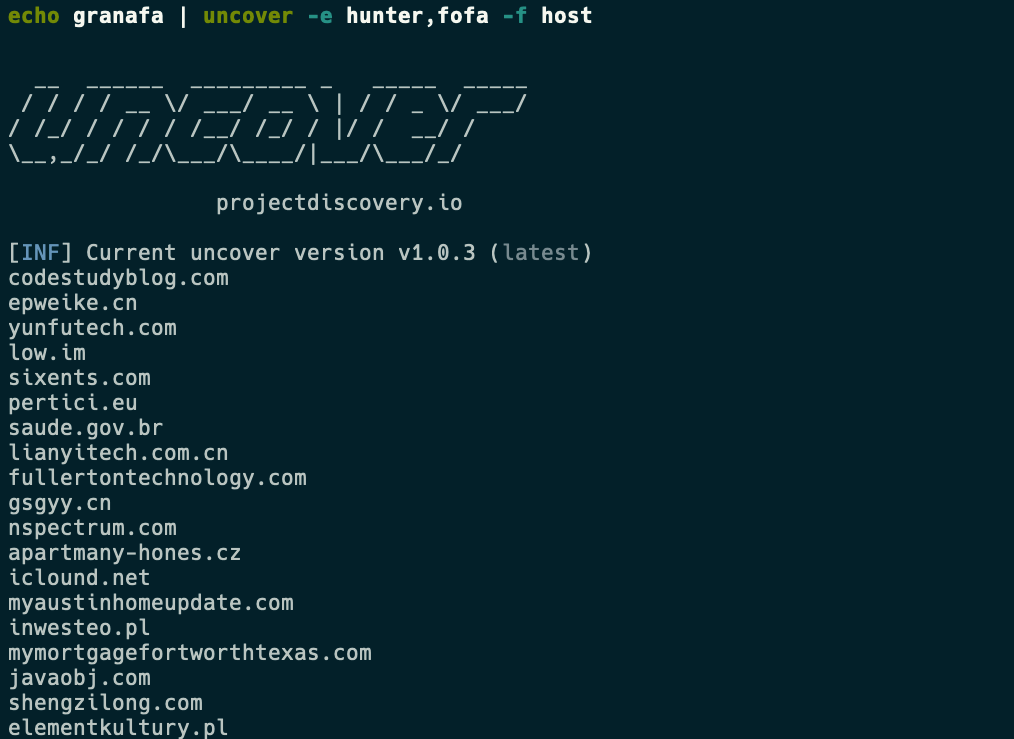 echo granafa | uncover -e hunter,fofa -f host
   __  ______  _________ _   _____  _____
 / / / / __ \/ ___/ __ \ | / / _ \/ ___/
/ /_/ / / / / /__/ /_/ / |/ /  __/ /
\__,_/_/ /_/\___/\____/|___/\___/_/
projectdiscovery.io
[INF] Current uncover version v1.0.3 (latest)
codestudyblog.com
epweike.cn
yunfutech.com
low.im
sixents.com
pertici.eu
saude.gov.br
lianyitech.com.cn
fullertontechnology.com
gsgyy.cn
nspectrum.com
apartmany-hones.cz
iclound.net
myaustinhomeupdate.com
inwesteo.pl
mymortgagefortworthtexas.com
javaobj.com
shengzilong.com
elementkultury.pl